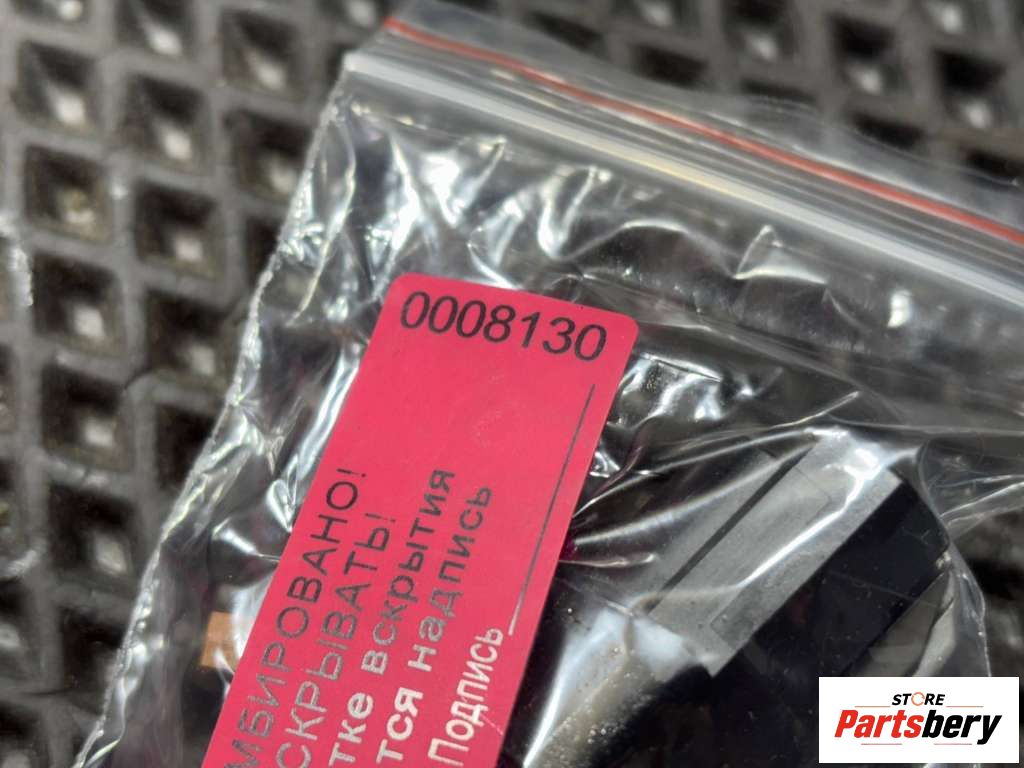 0008130
МБИРОВАНО!
СКРЫВАТЬ!
тке вскрытия
тся надпись
Подпись
STORE
Partsbery